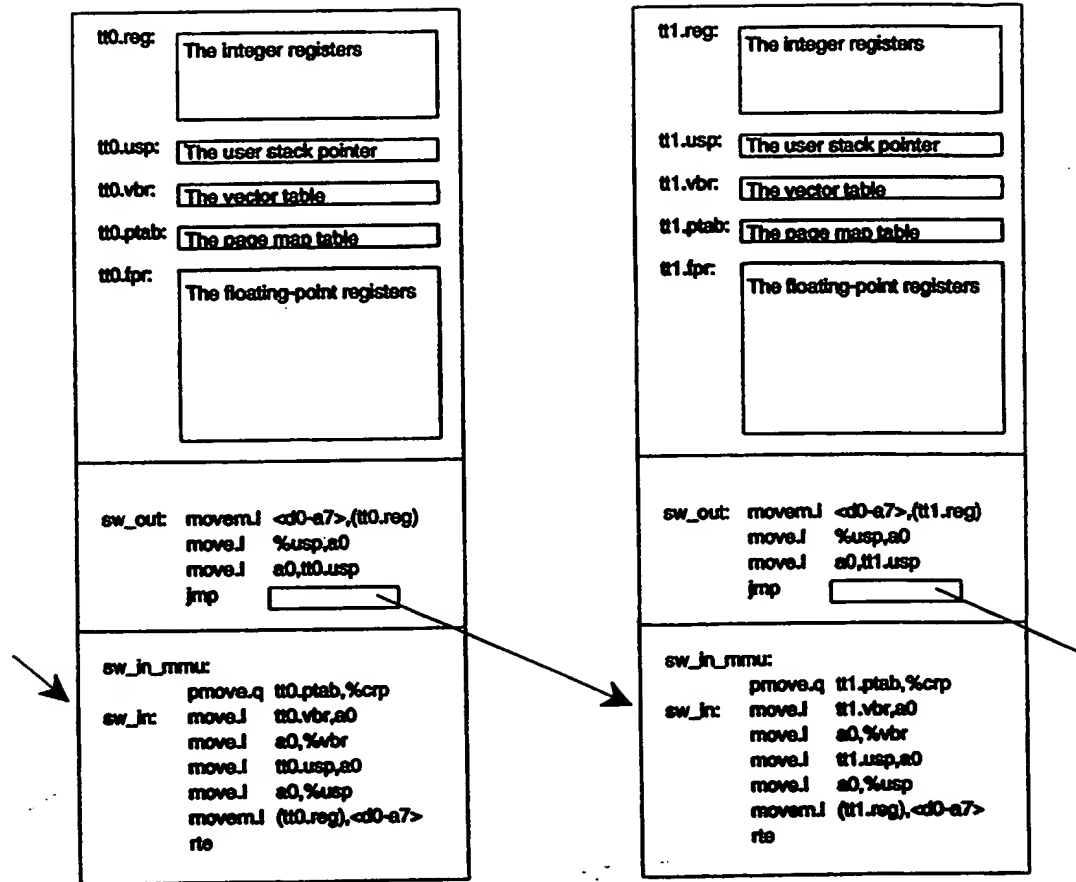 tt0.reg: The integer registers
tt0.usp: The user stack pointer
tt0.vbr: The vector table
tt0.ptab: The page map table
tt0.fpr: The floating-point registers
sw_out: movem.l <d0-a7>,(tt0.reg)
move.l %usp,a0
move.l a0,tt0.usp
jmp
sw_in_mmu:
pmove.q tt0.ptab,%crp
sw_in: move.l tt0.vbr,a0
move.l a0,%vbr
move.l tt0.usp,a0
move.l a0,%usp
movem.l (tt0.reg),<d0-a7>
rte
tt1.reg: The integer registers
tt1.usp: The user stack pointer
tt1.vbr: The vector table
tt1.ptab: The page map table
tt1.fpr: The floating-point registers
sw_out: movem.l <d0-a7>,(tt1.reg)
move.l %usp,a0
move.l a0,tt1.usp
jmp
sw_in_mmu:
pmove.q tt1.ptab,%crp
sw_in: move.l tt1.vbr,a0
move.l a0,%vbr
move.l tt1.usp,a0
move.l a0,%usp
movem.l (tt1.reg),<d0-a7>
rte